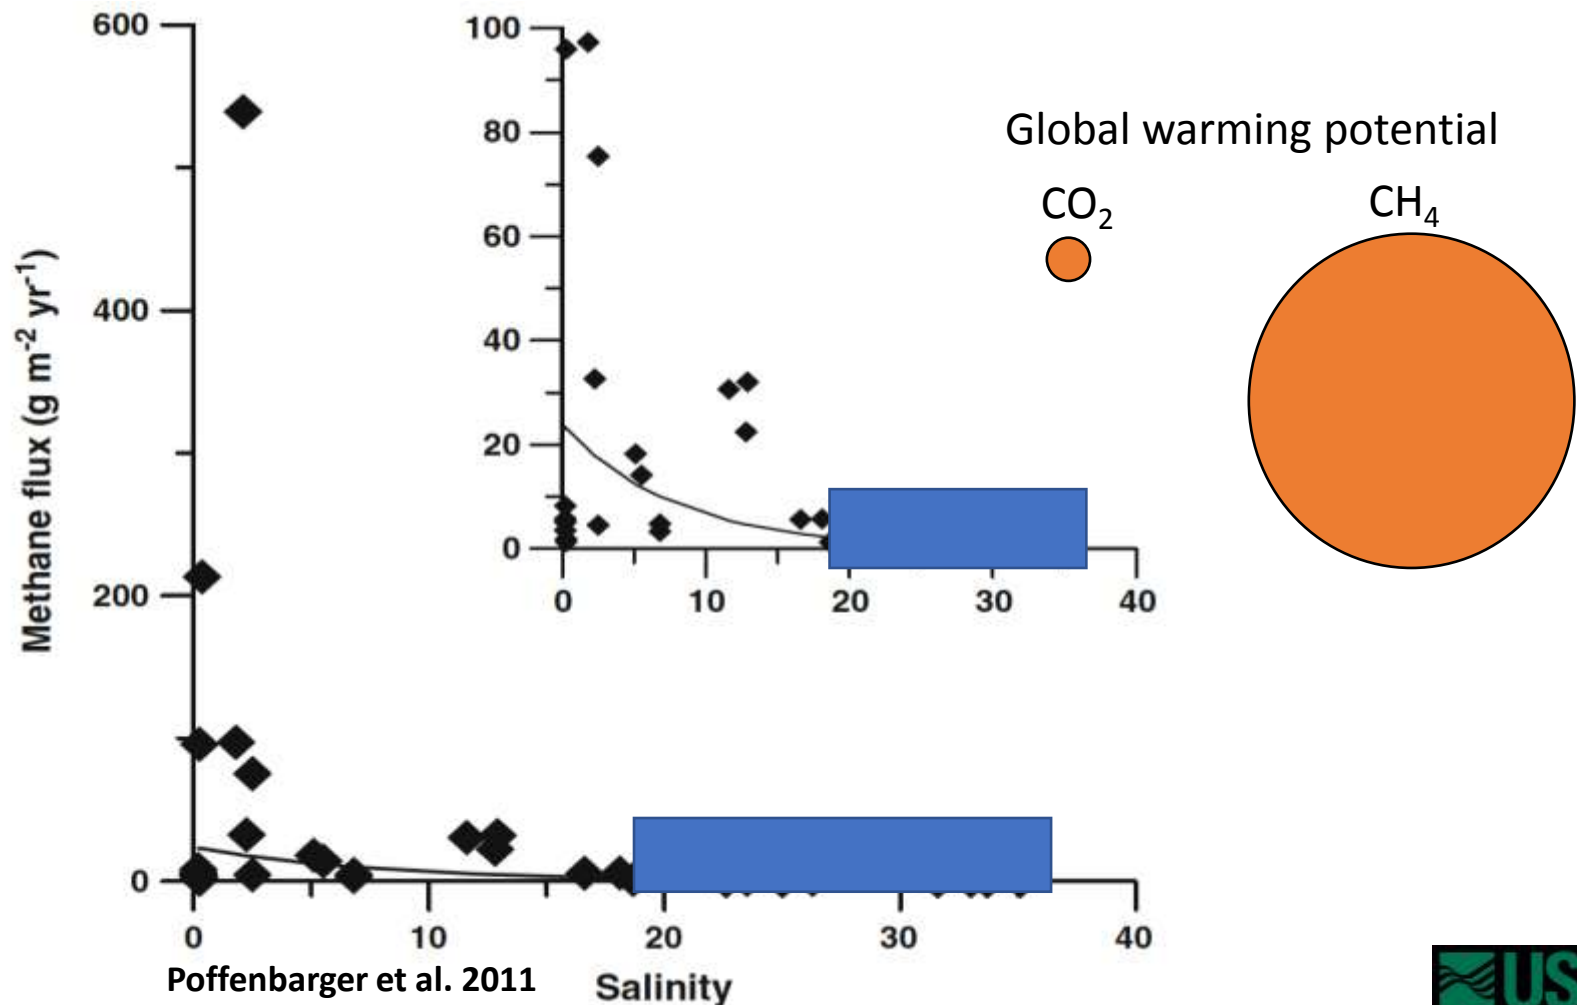 600
400
200
0
Methane flux (g m⁻² yr⁻¹)
0 10 20 30 40
Salinity
100
80
60
40
20
0
0 10 20 30 40
Global warming potential
CO₂ CH₄
Poffenbarger et al. 2011
US